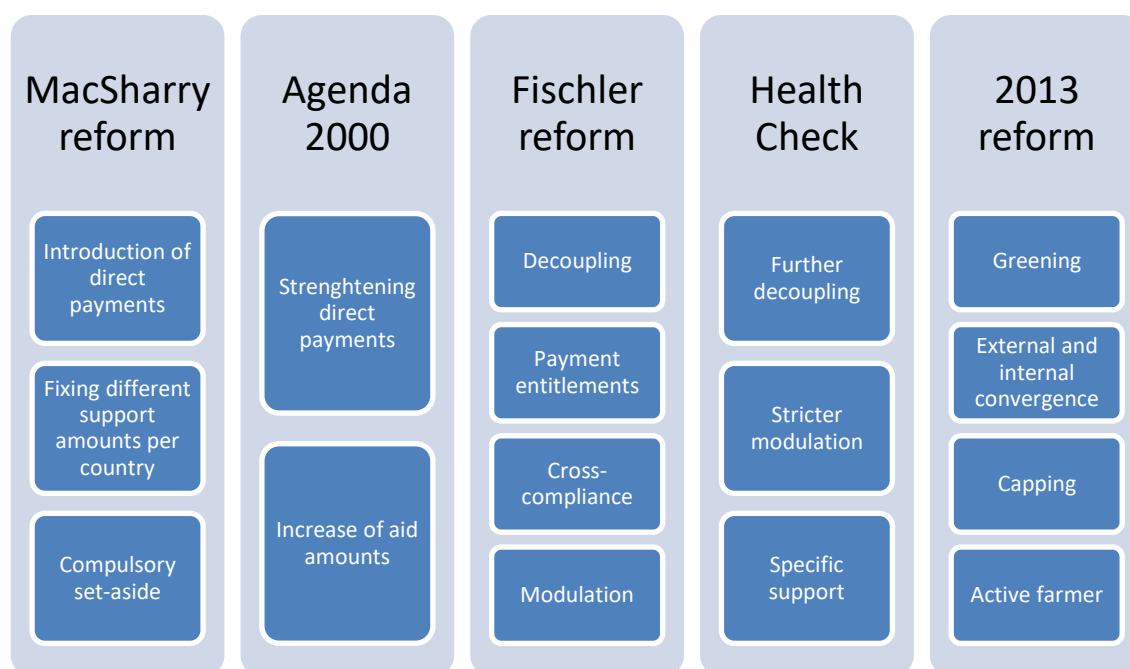 MacSharry
reform
Introduction of
direct
payments
Fixing different
support
amounts per
country
Compulsory
set-aside
Agenda
2000
Strenghtening
direct
payments
Increase of aid
amounts
Fischler
reform
Decoupling
Payment
entitlements
Cross-
compliance
Modulation
Health
Check
Further
decoupling
Stricter
modulation
Specific
support
2013
reform
Greening
External and
internal
convergence
Capping
Active farmer